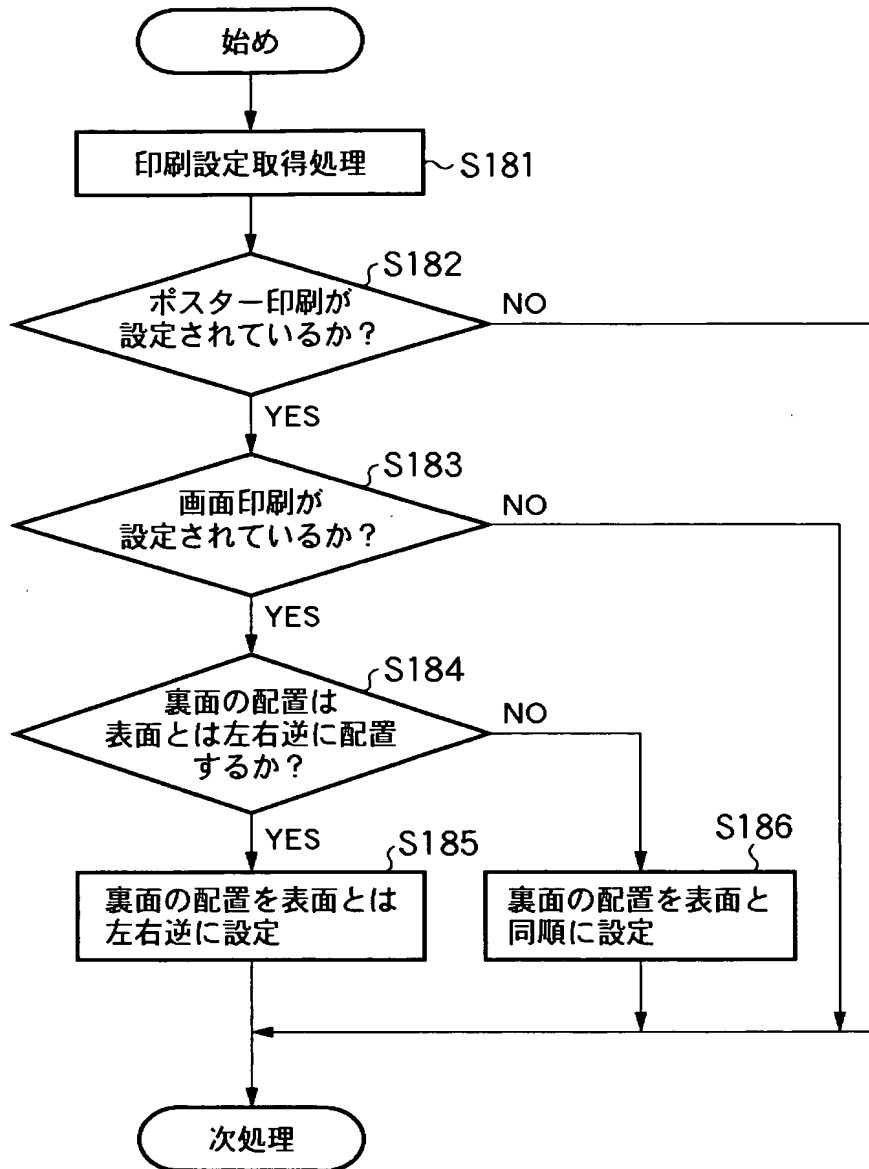 始め
印刷設定取得処理
S181
S182
ポスター印刷が
設定されているか？
NO
YES
S183
画面印刷が
設定されているか？
NO
YES
S184
裏面の配置は
表面とは左右逆に配置
するか？
NO
YES
S185
裏面の配置を表面とは
左右逆に設定
S186
裏面の配置を表面と
同順に設定
次処理